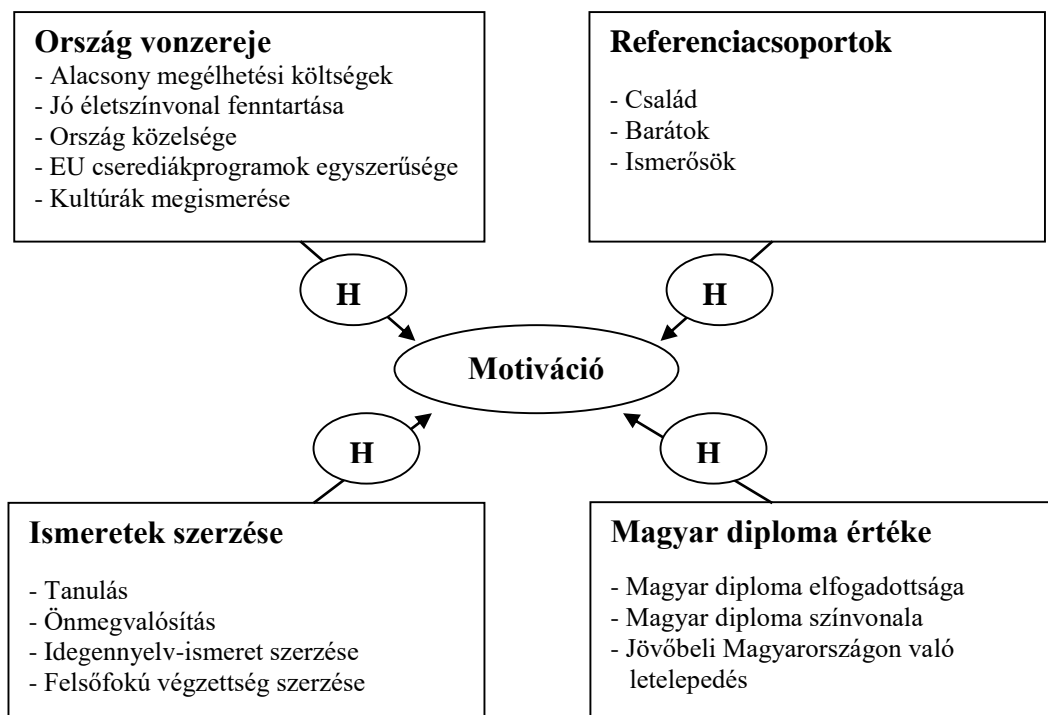 Ország vonzereje
- Alacsony megélhetési költségek
- Jó életszínvonal fenntartása
- Ország közelsége
- EU cserediákprogramok egyszerűsége
- Kultúrák megismerése
Referenciacsoportok
- Család
- Barátok
- Ismerősök
H
H
Motiváció
H
H
Ismeretek szerzése
- Tanulás
- Önmegvalósítás
- Idegennyelv-ismeret szerzése
- Felsőfokú végzettség szerzése
Magyar diploma értéke
- Magyar diploma elfogadottsága
- Magyar diploma színvonala
- Jövőbeli Magyarországon való
letelepedés